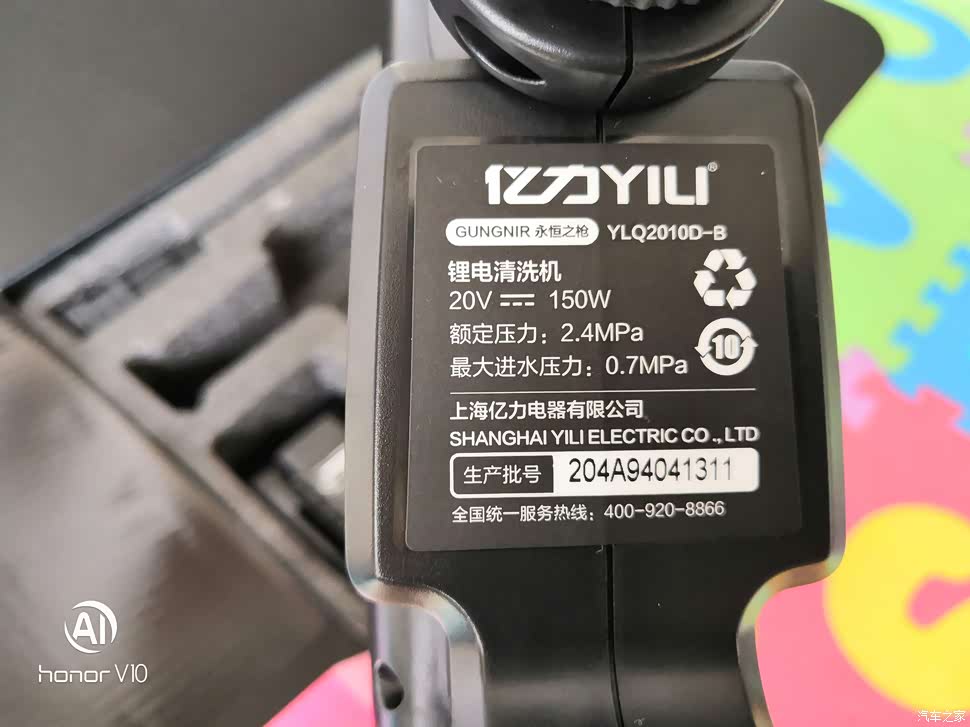 亿力YILI®
GUNGNIR 永恒之枪 YLQ2010D-B
锂电清洗机
20V 150W
额定压力：2.4MPa
最大进水压力：0.7MPa
10
上海亿力电器有限公司
SHANGHAI YILI ELECTRIC CO., LTD
生产批号 204A94041311
全国统一服务热线：400-920-8866
AI
honor V10
汽车之家